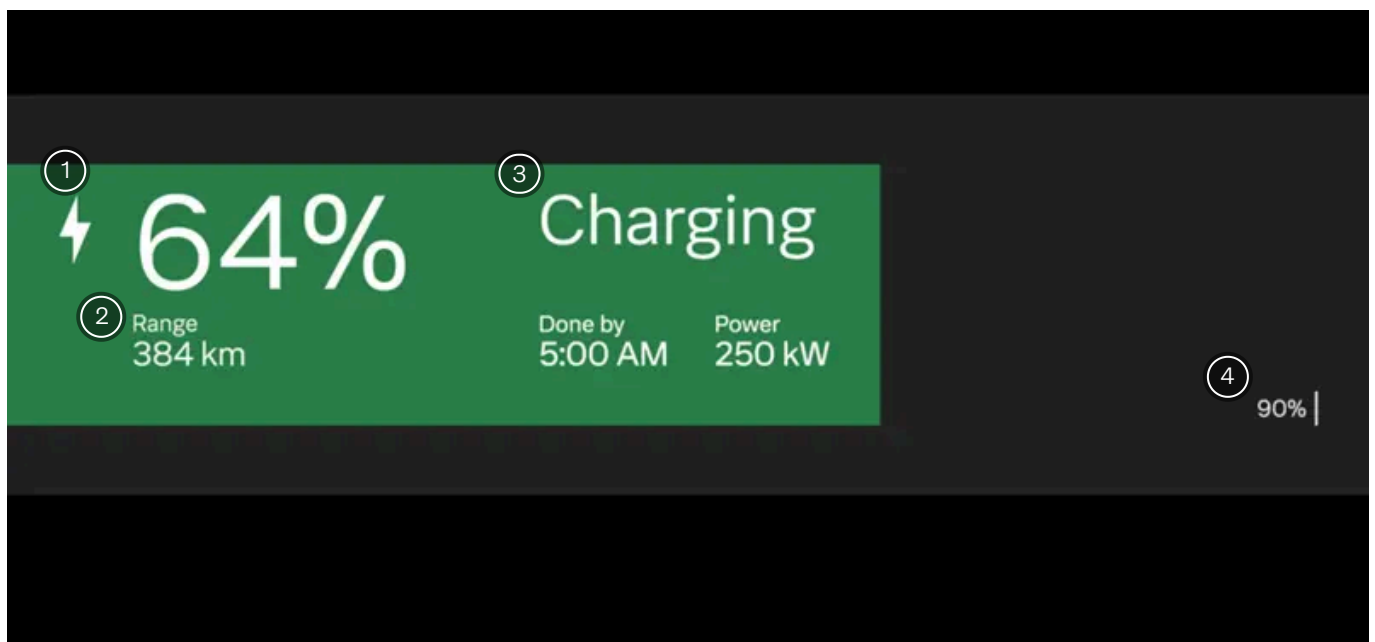 1
3
64%
Charging
2
Range
384 km
Done by
5:00 AM
Power
250 kW
4
90%